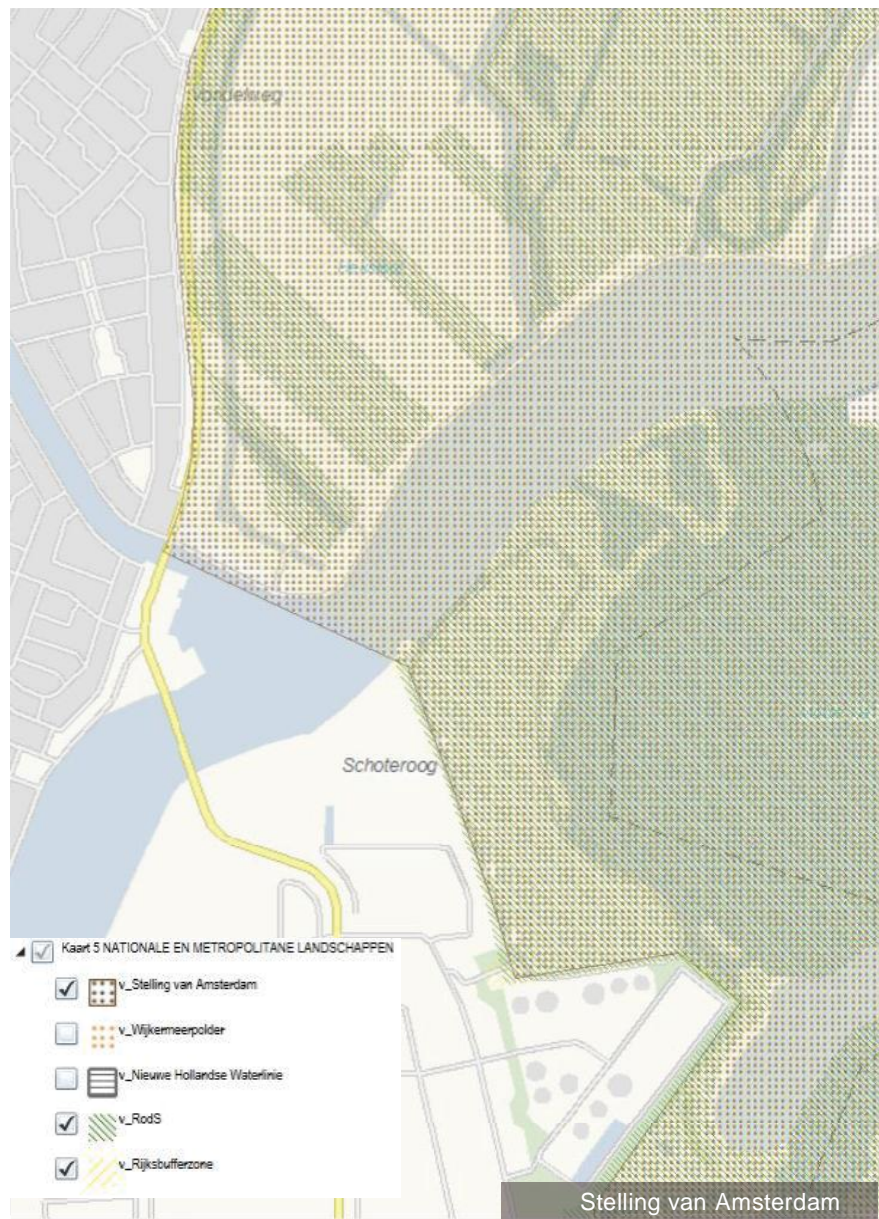 Vondelweg
Schoteroog
Kaart 5 NATIONALE EN METROPOLITANE LANDSCHAPPEN
v_Stelling van Amsterdam
v_Wijkermeerpolder
v_Nieuwe Hollandse Waterlinie
v_RodS
v_Rijksbufferzone
Stelling van Amsterdam